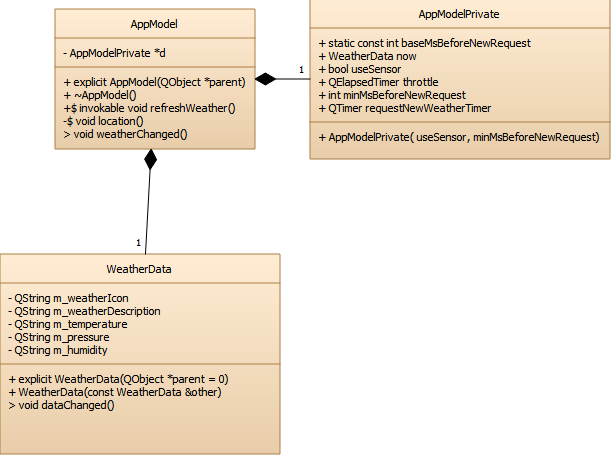 AppModel
- AppModelPrivate *d
+ explicit AppModel(QObject *parent)
+ ~AppModel()
+$ invokable void refreshWeather()
-$ void location()
> void weatherChanged()
AppModelPrivate
+ static const int baseMsBeforeNewRequest
+ WeatherData now
+ bool useSensor
+ QElapsedTimer throttle
+ int minMsBeforeNewRequest
+ QTimer requestNewWeatherTimer
+ AppModelPrivate( useSensor, minMsBeforeNewRequest)
1
1
WeatherData
- QString m_weatherIcon
- QString m_weatherDescription
- QString m_temperature
- QString m_pressure
- QString m_humidity
+ explicit WeatherData(QObject *parent = 0)
+ WeatherData(const WeatherData &other)
> void dataChanged()